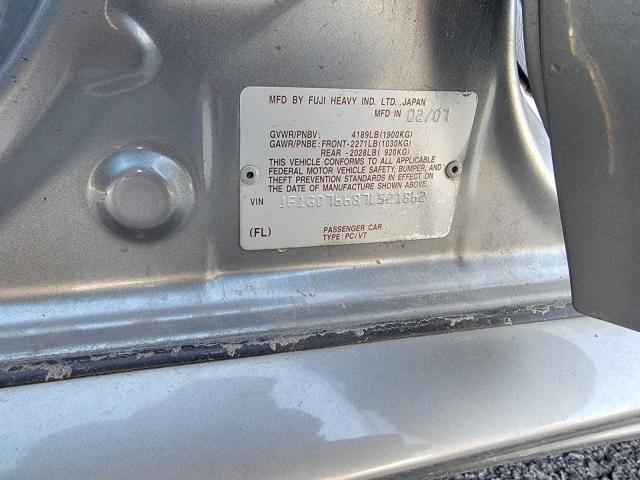 MFD BY FUJI HEAVY IND. LTD. ,JAPAN
MFD IN 02/07
GVWR/PNBV: 4189LB(1900KG)
GAWR/PNBE: FRONT-2271LB(1030KG)
REAR -2028LB( 920KG)
THIS VEHICLE CONFORMS TO ALL APPLICABLE
FEDERAL MOTOR VEHICLE SAFETY, BUMPER, AND
THEFT PREVENTION STANDARDS IN EFFECT ON
THE DATE OF MANUFACTURE SHOWN ABOVE.
VIN JF1GD76687L521862
(FL) PASSENGER CAR
TYPE: PC/VT